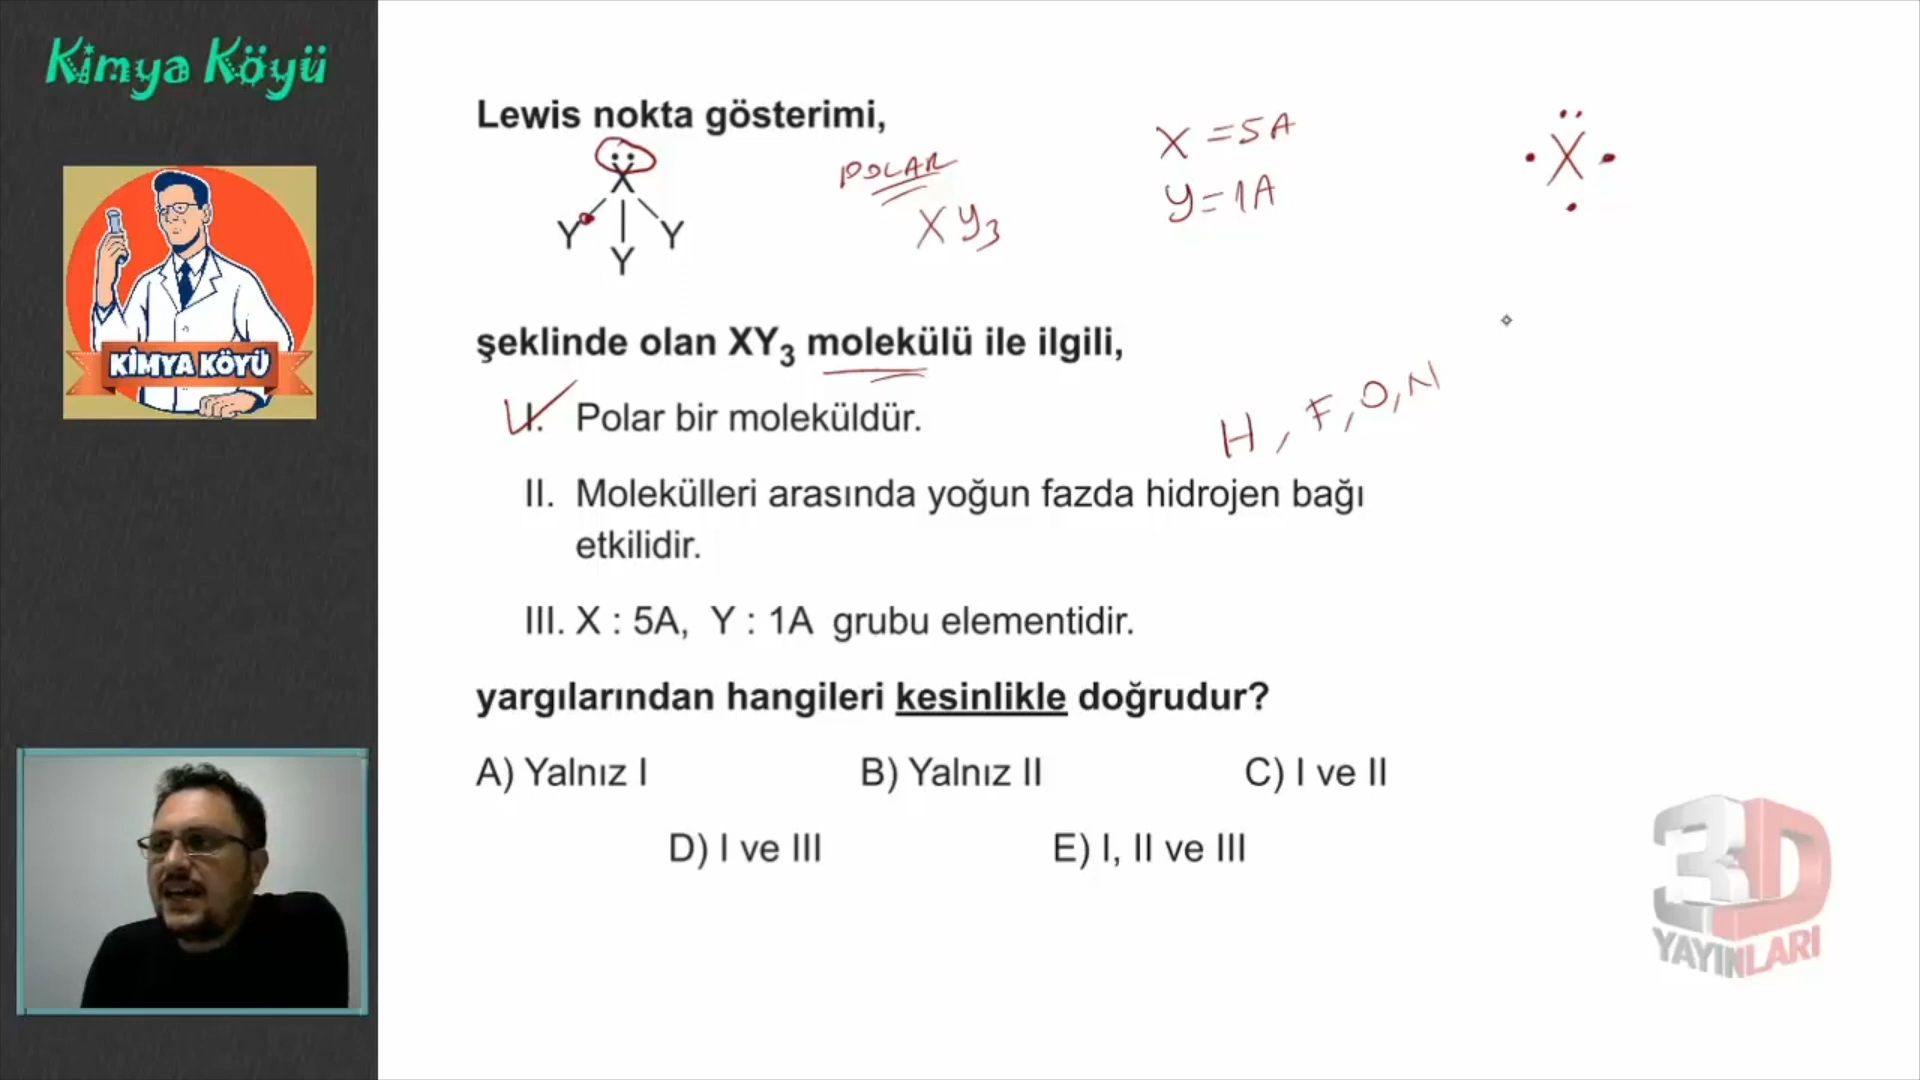 Kimya Köyü
KİMYA KÖYÜ
Lewis nokta gösterimi,
X
Y Y
Y
POLAR
XY3
X = 5A
Y = 1A
X
şeklinde olan XY3 molekülü ile ilgili,
I. Polar bir moleküldür.
H, F, O, N
II. Molekülleri arasında yoğun fazda hidrojen bağı
etkilidir.
III. X : 5A, Y : 1A grubu elementidir.
yargılarından hangileri kesinlikle doğrudur?
A) Yalnız I B) Yalnız II C) I ve II
D) I ve III E) I, II ve III
3D
YAYINLARI